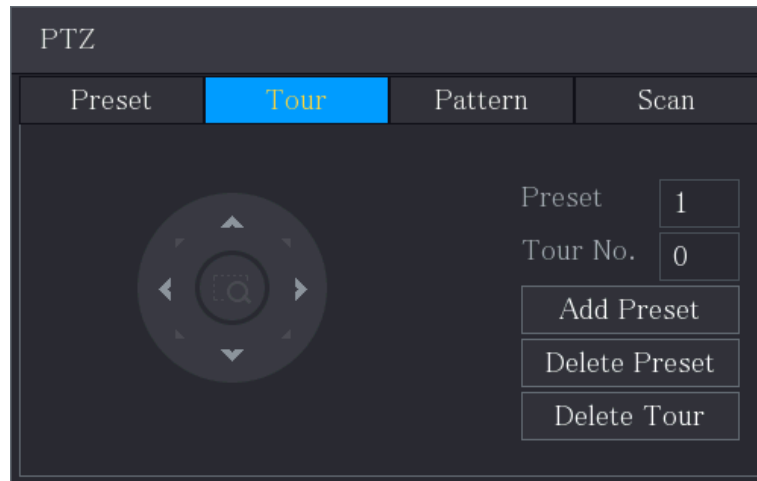 PTZ
Preset Tour Pattern Scan
Preset 1
Tour No. 0
Add Preset
Delete Preset
Delete Tour